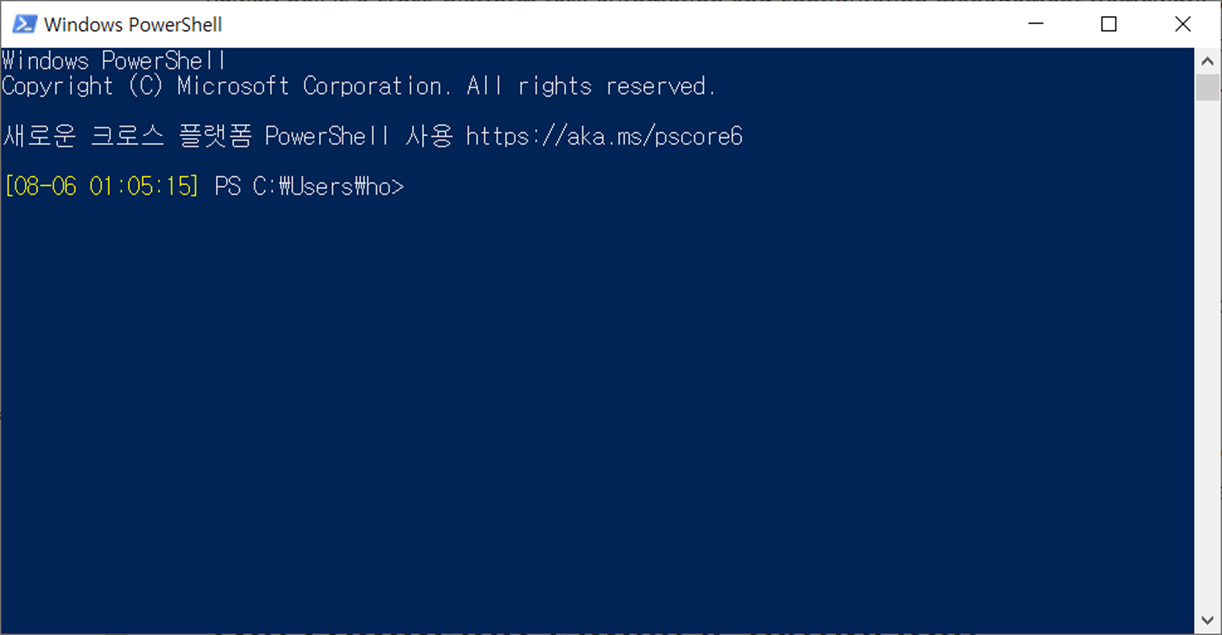 Windows PowerShell
Windows PowerShell
Copyright (C) Microsoft Corporation. All rights reserved.
새로운 크로스 플랫폼 PowerShell 사용 https://aka.ms/pscore6
[08-06 01:05:15] PS C:₩Users₩ho>